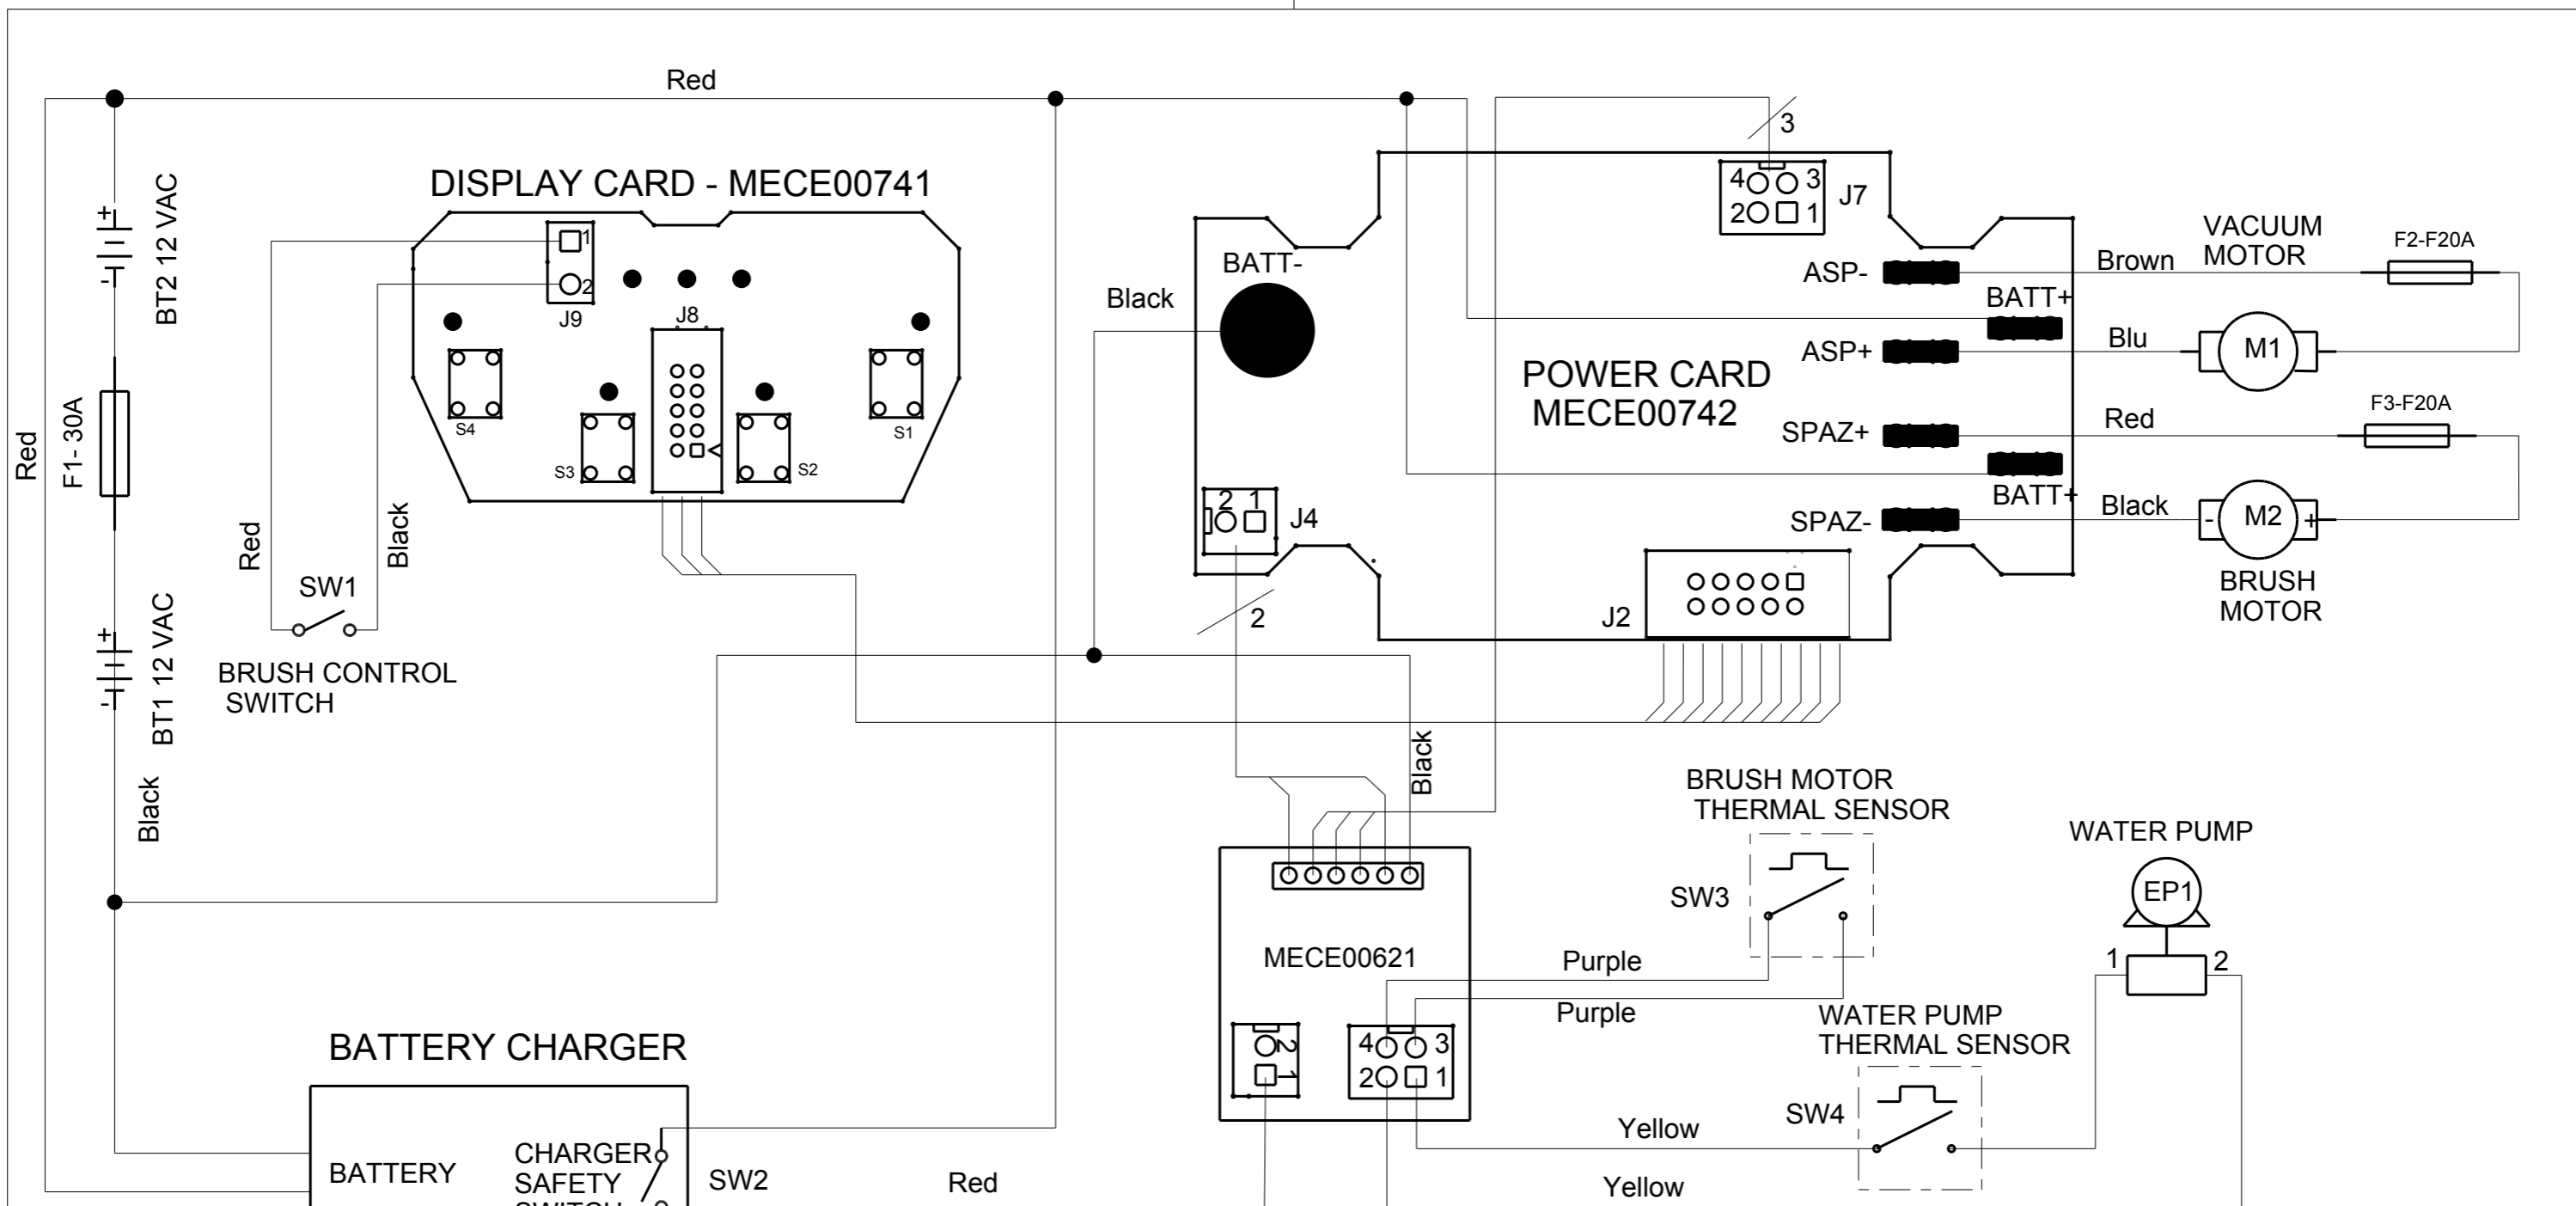 Red
3
DISPLAY CARD - MECE00741
4 3
2 1
J7
1
2
J9
J8
S4
S3
S2
S1
+
-
BT2 12 VAC
F1- 30A
Red
+
-
BT1 12 VAC
Black
Red
Black
SW1
BRUSH CONTROL
SWITCH
BATT-
Black
POWER CARD
MECE00742
ASP-
BATT+
ASP+
SPAZ+
BATT+
SPAZ-
2 1
J4
2
J2
Brown
VACUUM
MOTOR
F2-F20A
Blu
M1
Red
F3-F20A
Black
- M2 +
BRUSH
MOTOR
Black
BRUSH MOTOR
THERMAL SENSOR
SW3
WATER PUMP
EP1
1 2
MECE00621
Purple
Purple
2
1
4 3
2 1
WATER PUMP
THERMAL SENSOR
SW4
Yellow
Yellow
BATTERY CHARGER
BATTERY
CHARGER
SAFETY
SWITCH
SW2
Red